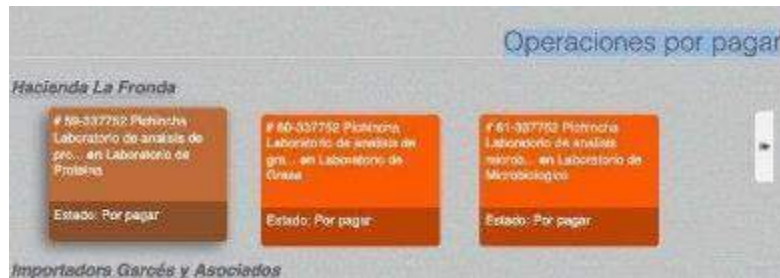 Operaciones por pagar
Hacienda La Fronda
# 59-337752 Pichincha
Laboratorio de analisis de
pro... en Laboratorio de
Proteina
Estado: Por pagar
# 60-337752 Pichincha
Laboratorio de analisis de
gra... en Laboratorio de
Grasa
Estado: Por pagar
# 61-337752 Pichincha
Laboratorio de analisis
microb... en Laboratorio de
Microbiologico
Estado: Por pagar
Importadora Garcés y Asociados